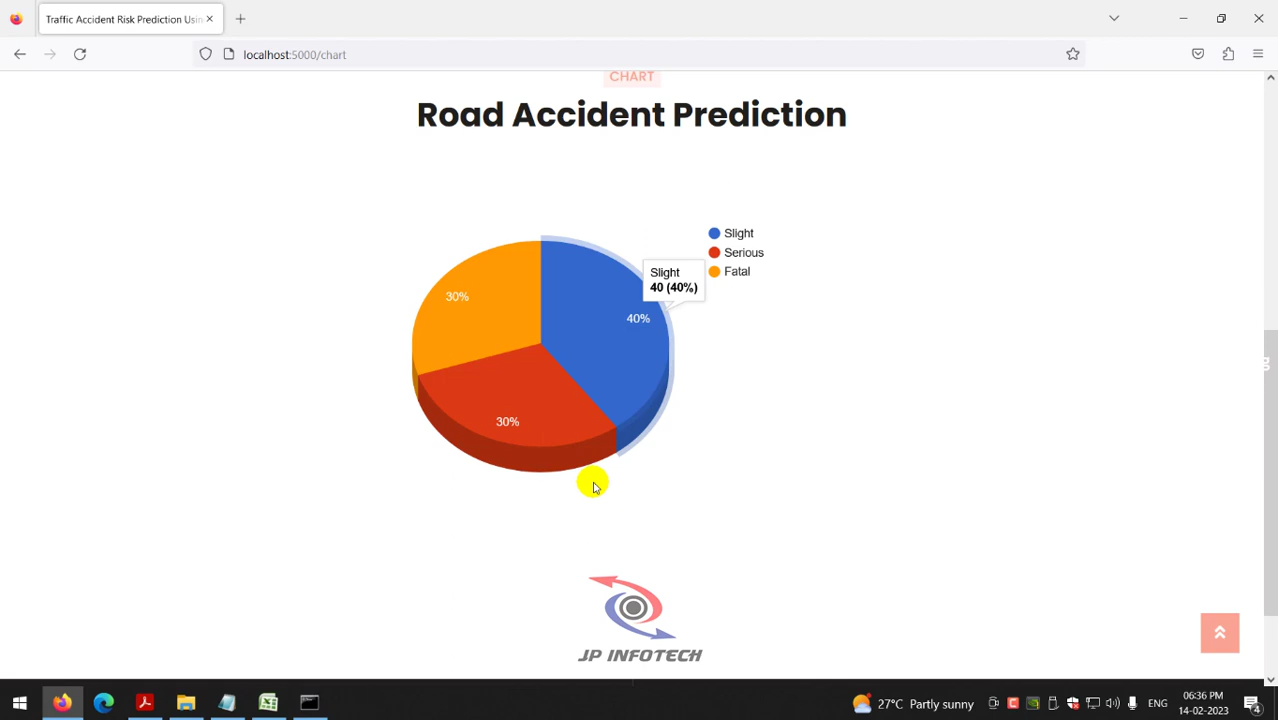 Traffic Accident Risk Prediction Usin
localhost:5000/chart
CHART
Road Accident Prediction
Slight
Serious
Fatal
Slight
40 (40%)
30%
40%
30%
JP INFOTECH
27°C Partly sunny
ENG
06:36 PM
14-02-2023
4